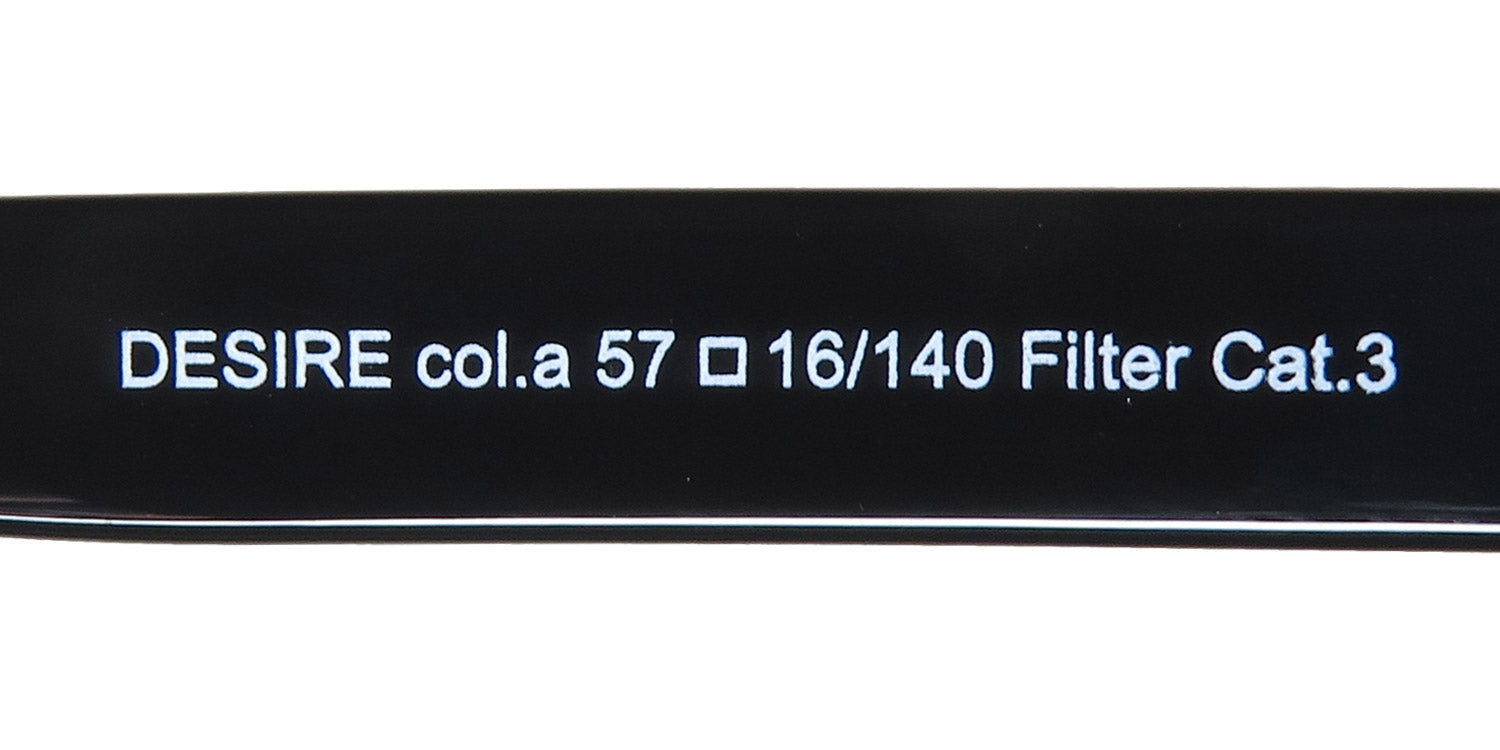 DESIRE col.a 57 □ 16/140 Filter Cat.3